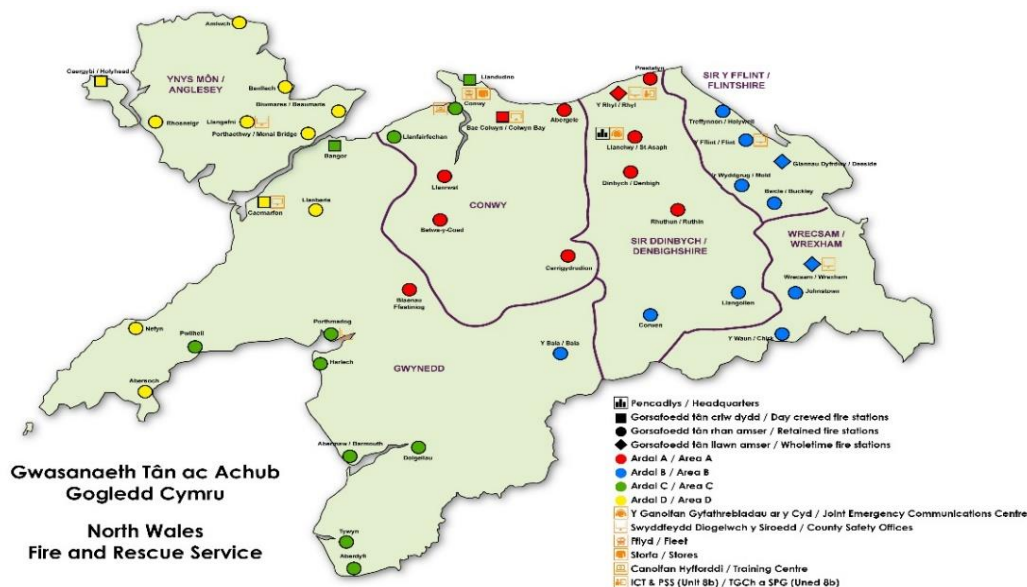 Amlwch
Caergybi / Holyhead
YNYS MÔN /
ANGLESEY
Benllech
Biwmares / Beaumaris
Rhosneigr
Llangefni
Porthaethwy / Menai Bridge
Bangor
Llanfairfechan
Llandudno
Conwy
Bae Colwyn / Colwyn Bay
Abergele
Prestatyn
Y Rhyl / Rhyl
SIR Y FFLINT /
FLINTSHIRE
Treffynnon / Holywell
Y Fflint / Flint
Llanelwy / St Asaph
Glannau Dyfrdwy / Deeside
Yr Wyddgrug / Mold
Bwcle / Buckley
Dinbych / Denbigh
Llanrwst
Caernarfon
Llanberis
CONWY
Betws-y-Coed
Rhuthun / Ruthin
SIR DDINBYCH /
DENBIGHSHIRE
WRECSAM /
WREXHAM
Wrecsam / Wrexham
Cerrigydrudion
Blaenau
Ffestiniog
Llangollen
Johnstown
Corwen
Y Waun / Chirk
Nefyn
Pwllheli
Porthmadog
Y Bala / Bala
Harlech
GWYNEDD
Abersoch
Abermaw / Barmouth
Dolgellau
Tywyn
Aberdyfi
Gwasanaeth Tân ac Achub
Gogledd Cymru
North Wales
Fire and Rescue Service
Pencadlys / Headquarters
Gorsafoedd tân criw dydd / Day crewed fire stations
Gorsafoedd tân rhan amser / Retained fire stations
Gorsafoedd tân llawn amser / Wholetime fire stations
Ardal A / Area A
Ardal B / Area B
Ardal C / Area C
Ardal D / Area D
Y Ganolfan Gyfathrebiadau ar y Cyd / Joint Emergency Communications Centre
Swyddfeydd Diogelwch y Siroedd / County Safety Offices
Fflyd / Fleet
Storfa / Stores
Canolfan Hyfforddi / Training Centre
ICT & PSS (Unit 8b) / TGCh a SPG (Uned 8b)